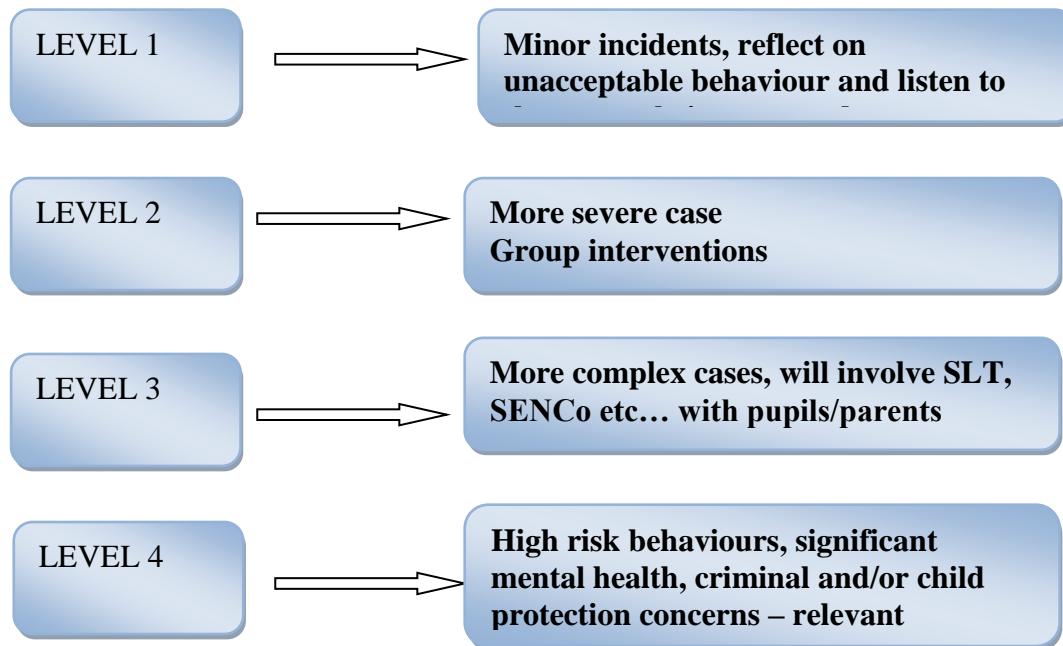 LEVEL 1
Minor incidents, reflect on
unacceptable behaviour and listen to
LEVEL 2
More severe case
Group interventions
LEVEL 3
More complex cases, will involve SLT,
SENCo etc… with pupils/parents
LEVEL 4
High risk behaviours, significant
mental health, criminal and/or child
protection concerns – relevant